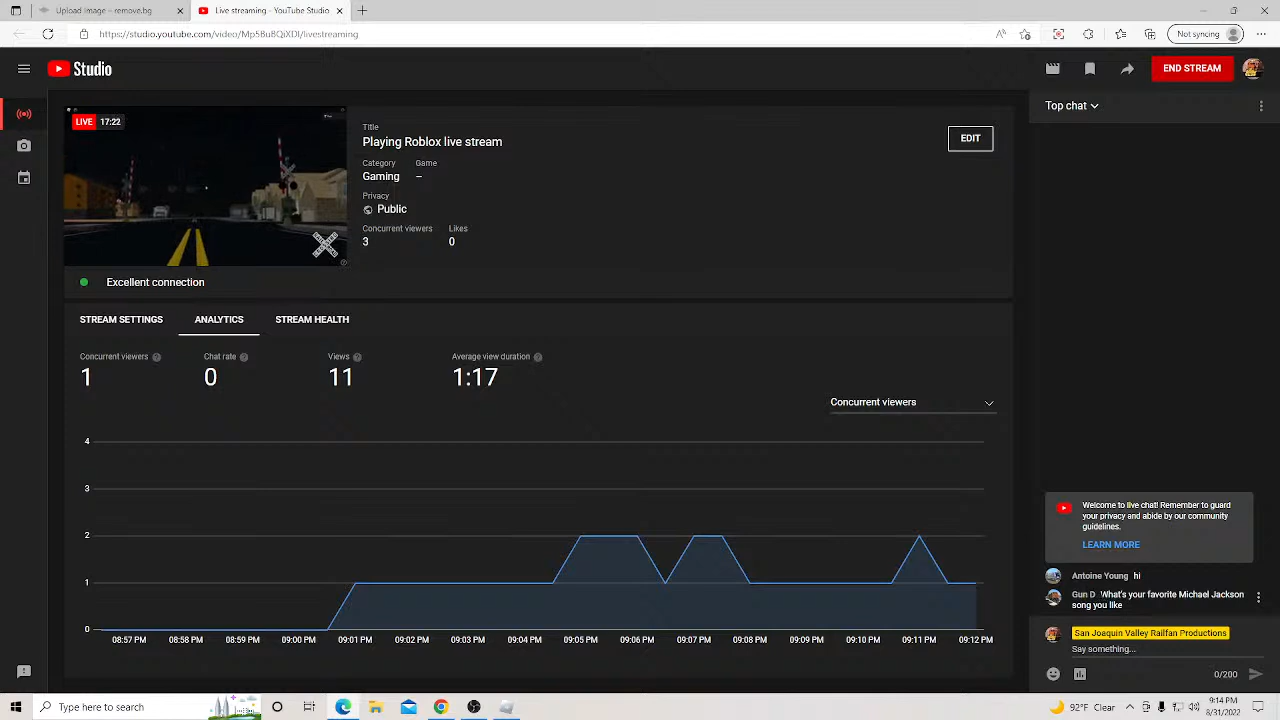 Upload Image – remove.bg
Live streaming - YouTube Studio
https://studio.youtube.com/video/Mp5Bu8QiXDI/livestreaming
Not syncing
Studio
END STREAM
LIVE 17:22
Title
Playing Roblox live stream
EDIT
Category Game
Gaming –
Privacy
Public
Concurrent viewers Likes
3 0
Excellent connection
STREAM SETTINGS ANALYTICS STREAM HEALTH
Concurrent viewers Chat rate Views Average view duration
1 0 11 1:17
Concurrent viewers
4
3
2
1
0
08:57 PM 08:58 PM 08:59 PM 09:00 PM 09:01 PM 09:02 PM 09:03 PM 09:04 PM 09:05 PM 09:06 PM 09:07 PM 09:08 PM 09:09 PM 09:10 PM 09:11 PM 09:12 PM
Top chat
Welcome to live chat! Remember to guard
your privacy and abide by our community
guidelines.
LEARN MORE
Antoine Young hi
Gun D What's your favorite Michael Jackson
song you like
San Joaquin Valley Railfan Productions
Say something...
0/200
Type here to search
92°F Clear
9:14 PM
8/31/2022